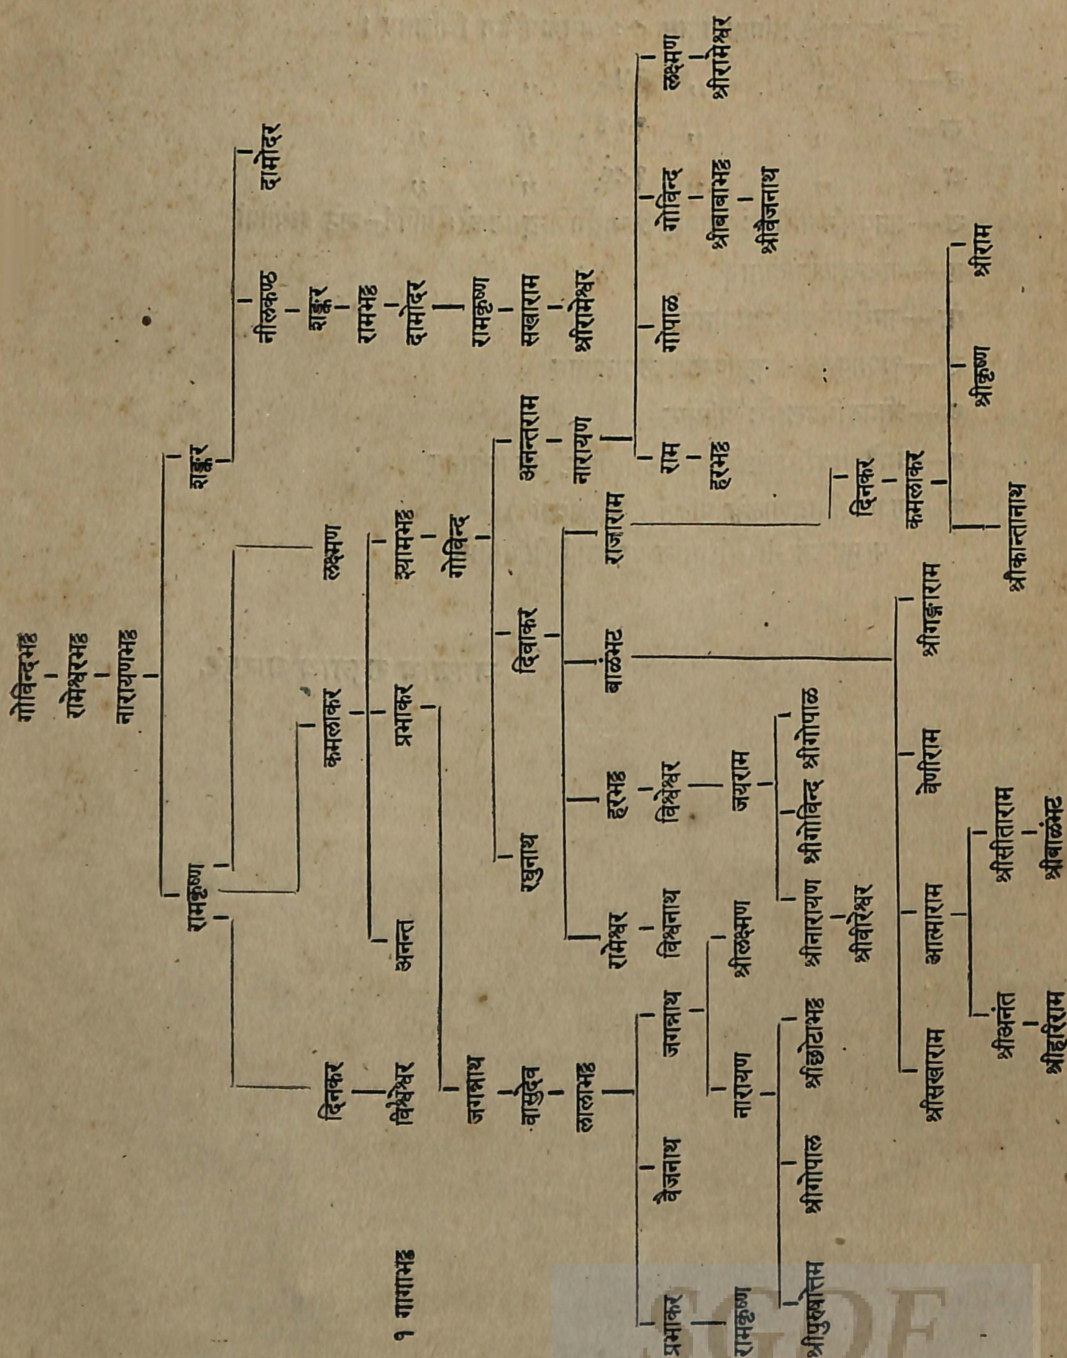 गोविन्दभट्ट
रामेश्वरभट्ट
नारायणभट्ट
रामकृष्ण शङ्कर
नीलकण्ठ दामोदर
शङ्कर
दिनकर कमलाकर लक्ष्मण
रामभट्ट
१ गागाभट्ट विश्वेश्वर अनन्त प्रभाकर श्यामभट्ट
दामोदर
गोविन्द
जगन्नाथ
रामकृष्ण
वासुदेव रघुनाथ दिवाकर अनन्तराम
सखाराम
लालाभट्ट
नारायण
श्रीरामेश्वर
रामेश्वर हरभट्ट बाळंभट राजाराम
प्रभाकर वैजनाथ जगन्नाथ
विश्वनाथ विश्वेश्वर
राम गोपाळ गोविन्द लक्ष्मण
हरभट्ट
श्रीबाबाभट्ट
श्रीरामेश्वर
रामकृष्ण नारायण श्रीलक्ष्मण
जयराम
श्रीवैजनाथ
श्रीपुरुषोत्तम श्रीगोपाल श्रीछोटाभट्ट
श्रीनारायण श्रीगोविन्द श्रीगोपाळ
श्रीवीरेश्वर
दिनकर
कमलाकर
श्रीसखाराम आत्माराम वेणीराम श्रीगङ्गाराम
श्रीकान्तानाथ श्रीकृष्ण श्रीराम
श्रीअनंत श्रीसीताराम
श्रीहरिराम श्रीबाळंभट
SGDF